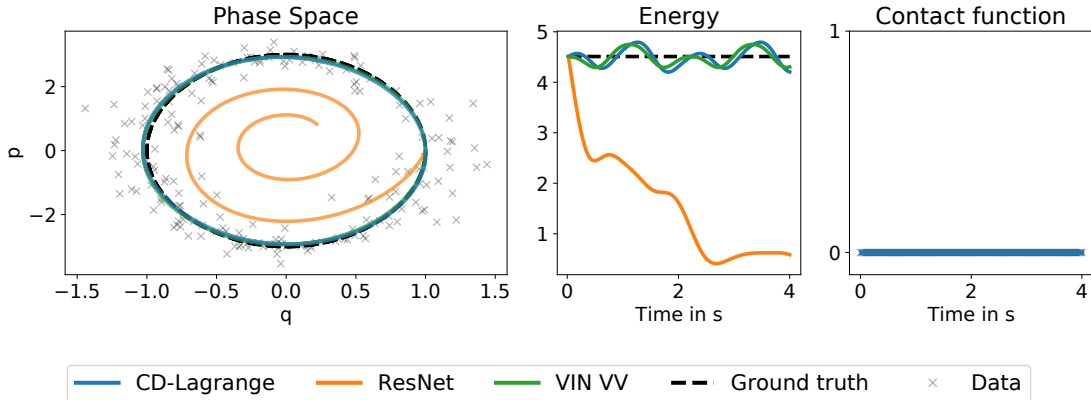 Phase Space
Energy
Contact function
p
2
0
−2
−1.5 −1.0 −0.5 0.0 0.5 1.0 1.5
q
5
4
3
2
1
0 2 4
Time in s
1
0
0 2 4
Time in s
CD-Lagrange ResNet VIN VV Ground truth Data